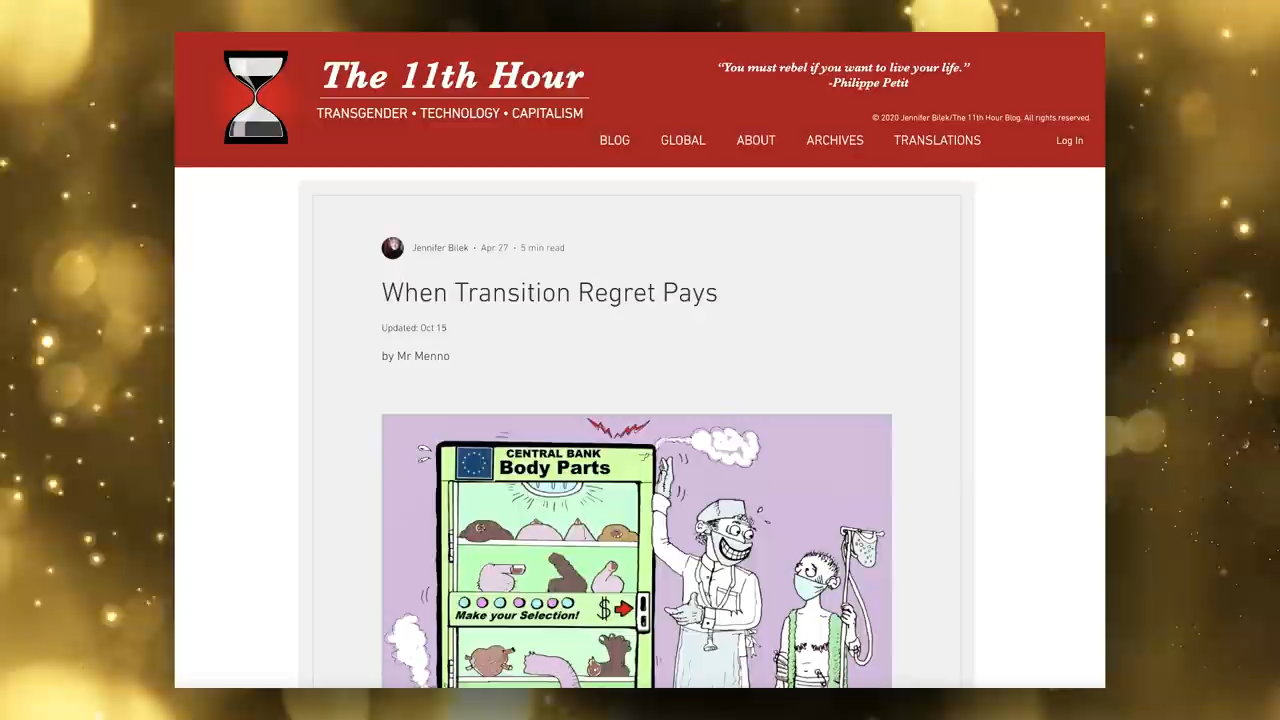 The 11th Hour
TRANSGENDER • TECHNOLOGY • CAPITALISM
“You must rebel if you want to live your life.”
-Philippe Petit
© 2020 Jennifer Bilek/The 11th Hour Blog. All rights reserved.
BLOG GLOBAL ABOUT ARCHIVES TRANSLATIONS Log In
Jennifer Bilek · Apr 27 · 5 min read
When Transition Regret Pays
Updated: Oct 15
by Mr Menno
CENTRAL BANK
Body Parts
Make your Selection! $